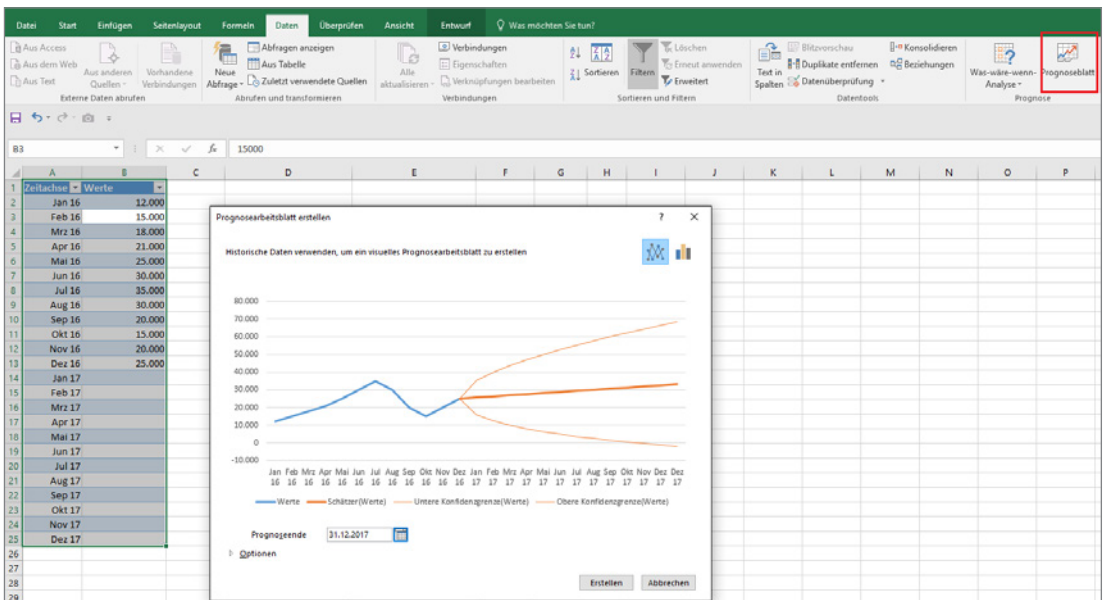 Datei Start Einfügen Seitenlayout Formeln Daten Überprüfen Ansicht Entwurf Was möchten Sie tun?
Aus Access
Aus dem Web
Aus Text
Aus anderen Quellen
Vorhandene Verbindungen
Externe Daten abrufen
Neue Abfrage
Abfragen anzeigen
Aus Tabelle
Zuletzt verwendete Quellen
Abrufen und transformieren
Alle aktualisieren
Verbindungen
Eigenschaften
Verknüpfungen bearbeiten
Verbindungen
Sortieren
Filtern
Löschen
Erneut anwenden
Erweitert
Sortieren und Filtern
Text in Spalten
Blitzvorschau
Duplikate entfernen
Datenüberprüfung
Konsolidieren
Beziehungen
Datentools
Was-wäre-wenn-Analyse
Prognoseblatt
Prognose
B3 fx 15000
A B C D E F G H I J K L M N O P
1 Zeitachse Werte
2 Jan 16 12.000
3 Feb 16 15.000
4 Mrz 16 18.000
5 Apr 16 21.000
6 Mai 16 25.000
7 Jun 16 30.000
8 Jul 16 35.000
9 Aug 16 30.000
10 Sep 16 20.000
11 Okt 16 15.000
12 Nov 16 20.000
13 Dez 16 25.000
14 Jan 17
15 Feb 17
16 Mrz 17
17 Apr 17
18 Mai 17
19 Jun 17
20 Jul 17
21 Aug 17
22 Sep 17
23 Okt 17
24 Nov 17
25 Dez 17
26
27
28
29
Prognosearbeitsblatt erstellen ? ×
Historische Daten verwenden, um ein visuelles Prognosearbeitsblatt zu erstellen
80.000
70.000
60.000
50.000
40.000
30.000
20.000
10.000
0
-10.000
Jan Feb Mrz Apr Mai Jun Jul Aug Sep Okt Nov Dez Jan Feb Mrz Apr Mai Jun Jul Aug Sep Okt Nov Dez Dez
16 16 16 16 16 16 16 16 16 16 16 16 17 17 17 17 17 17 17 17 17 17 17 17 17
Werte Schätzer(Werte) Untere Konfidenzgrenze(Werte) Obere Konfidenzgrenze(Werte)
Prognoseende 31.12.2017
Optionen
Erstellen Abbrechen